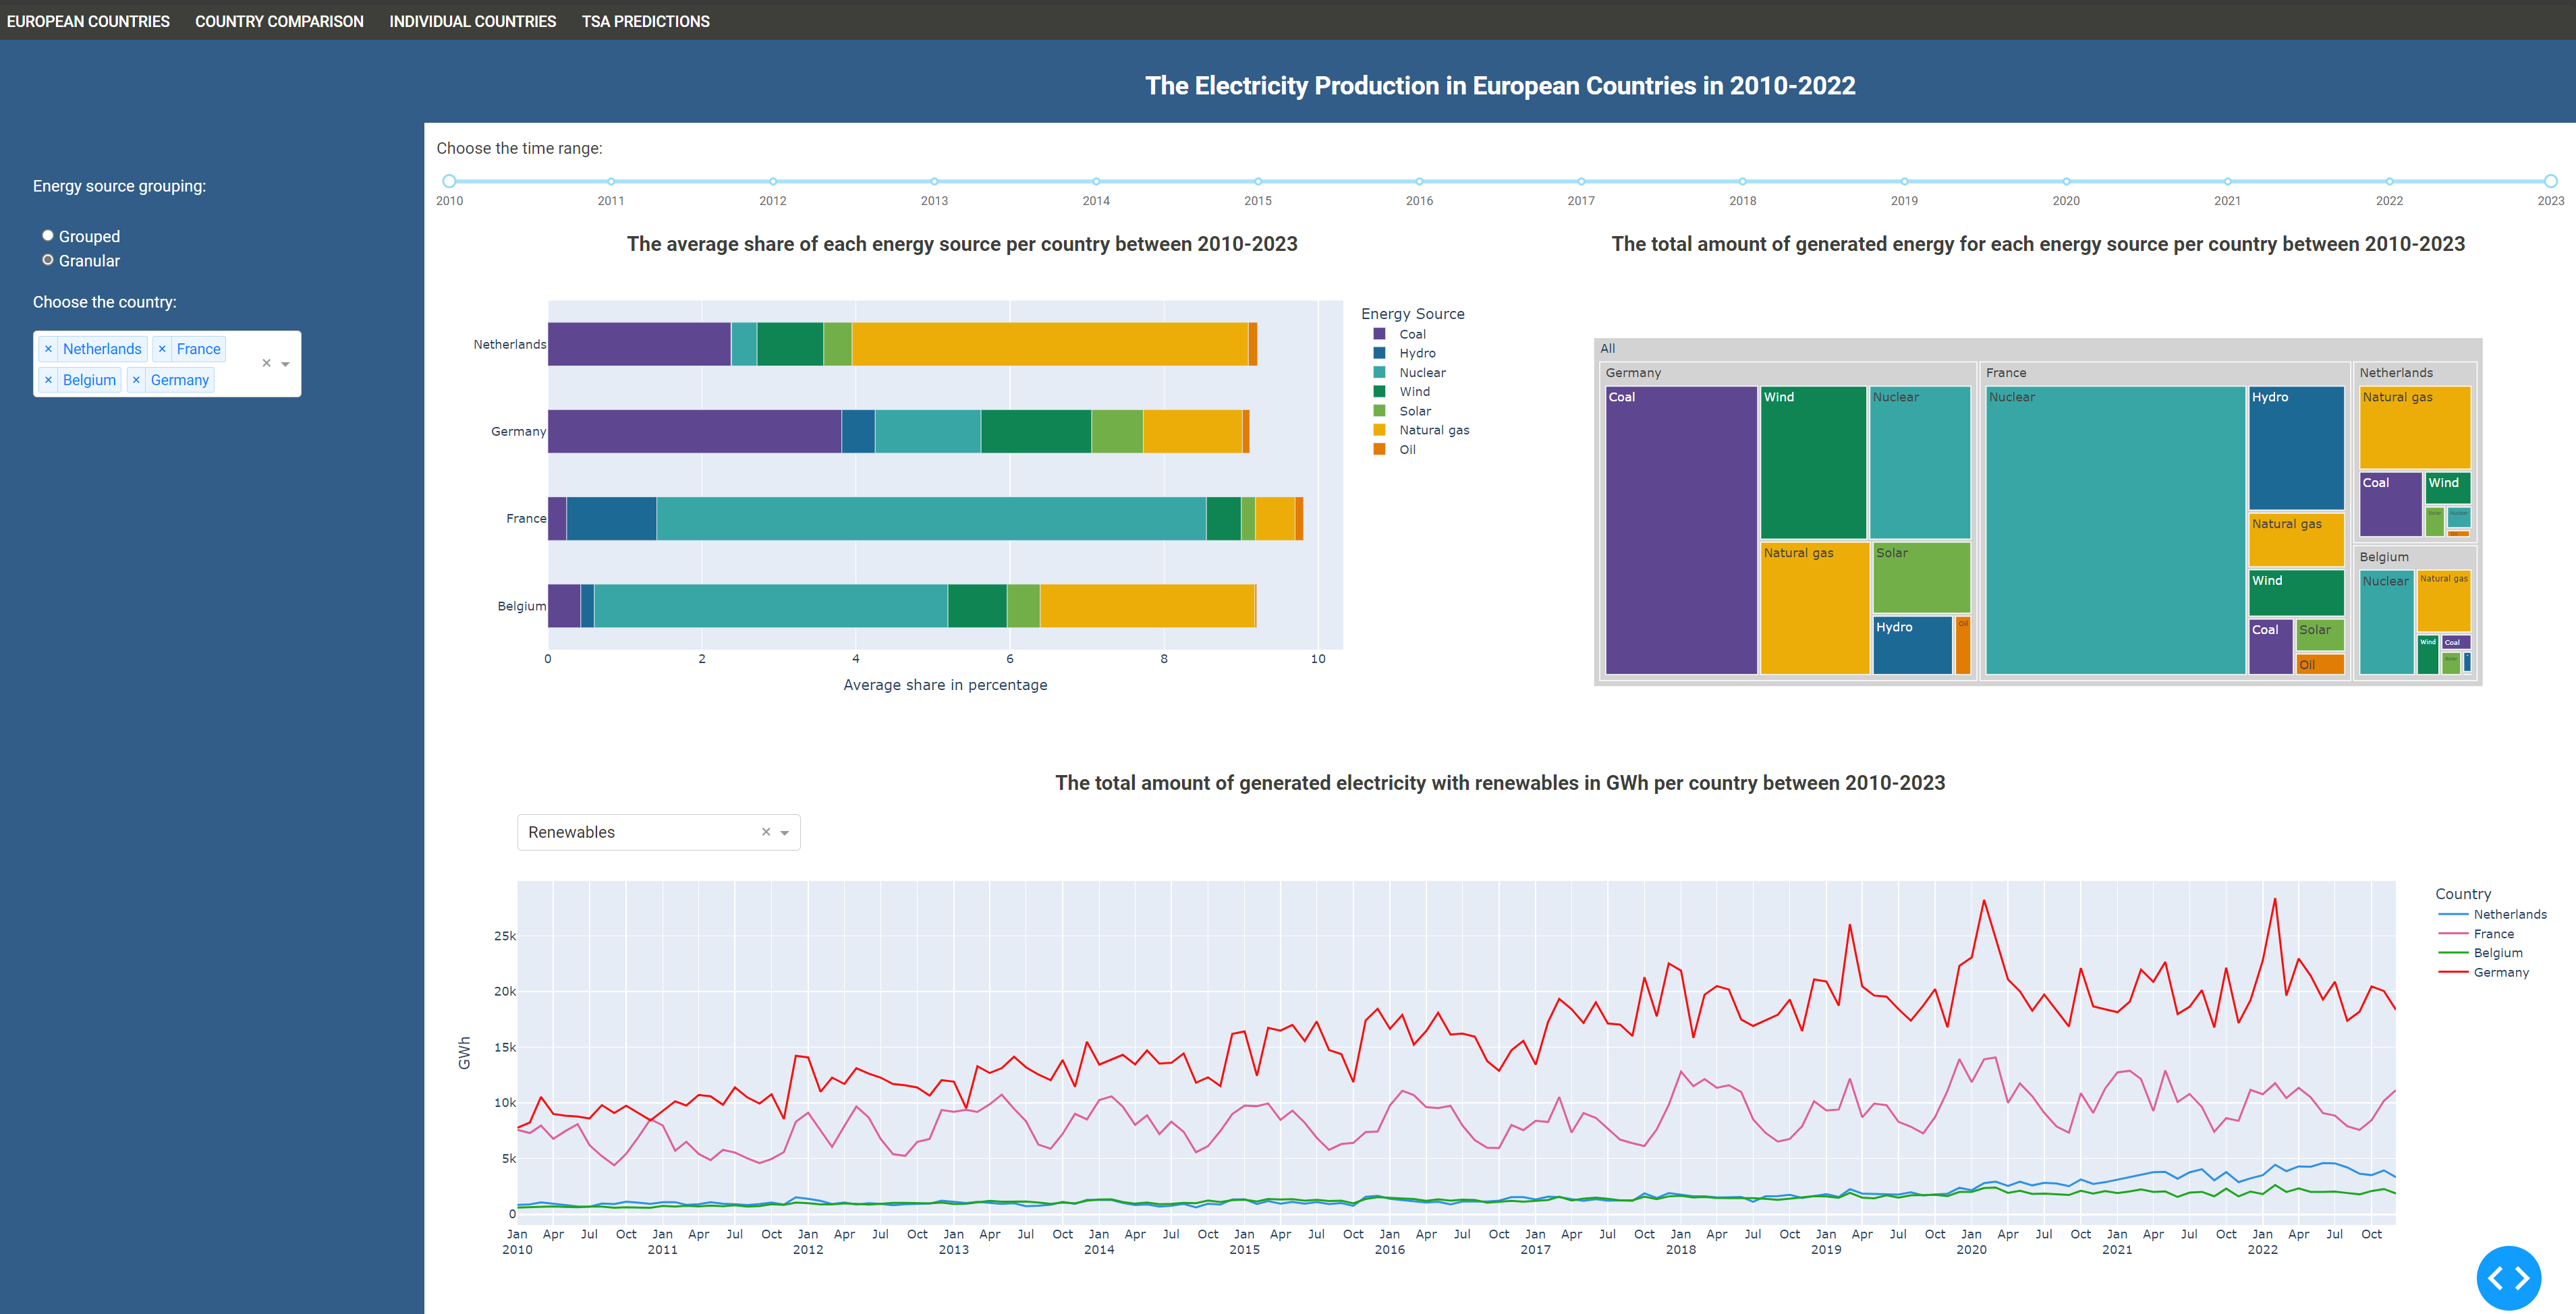 EUROPEAN COUNTRIES COUNTRY COMPARISON INDIVIDUAL COUNTRIES TSA PREDICTIONS
The Electricity Production in European Countries in 2010-2022
Energy source grouping:
Grouped
Granular
Choose the country:
× Netherlands × France
× Belgium × Germany
Choose the time range:
2010 2011 2012 2013 2014 2015 2016 2017 2018 2019 2020 2021 2022 2023
The average share of each energy source per country between 2010-2023
Netherlands
Germany
France
Belgium
0 2 4 6 8 10
Average share in percentage
Energy Source
Coal
Hydro
Nuclear
Wind
Solar
Natural gas
Oil
The total amount of generated energy for each energy source per country between 2010-2023
All
Germany
Coal
Wind
Nuclear
Natural gas
Solar
Hydro
Oil
France
Nuclear
Hydro
Natural gas
Wind
Coal
Solar
Oil
Netherlands
Natural gas
Coal
Wind
Solar
Nuclear
Belgium
Nuclear
Natural gas
Wind
Coal
Solar
The total amount of generated electricity with renewables in GWh per country between 2010-2023
Renewables
GWh
25k
20k
15k
10k
5k
0
Jan Apr Jul Oct Jan Apr Jul Oct Jan Apr Jul Oct Jan Apr Jul Oct Jan Apr Jul Oct Jan Apr Jul Oct Jan Apr Jul Oct Jan Apr Jul Oct Jan Apr Jul Oct Jan Apr Jul Oct Jan Apr Jul Oct Jan Apr Jul Oct Jan Apr Jul Oct
2010 2011 2012 2013 2014 2015 2016 2017 2018 2019 2020 2021 2022
Country
Netherlands
France
Belgium
Germany